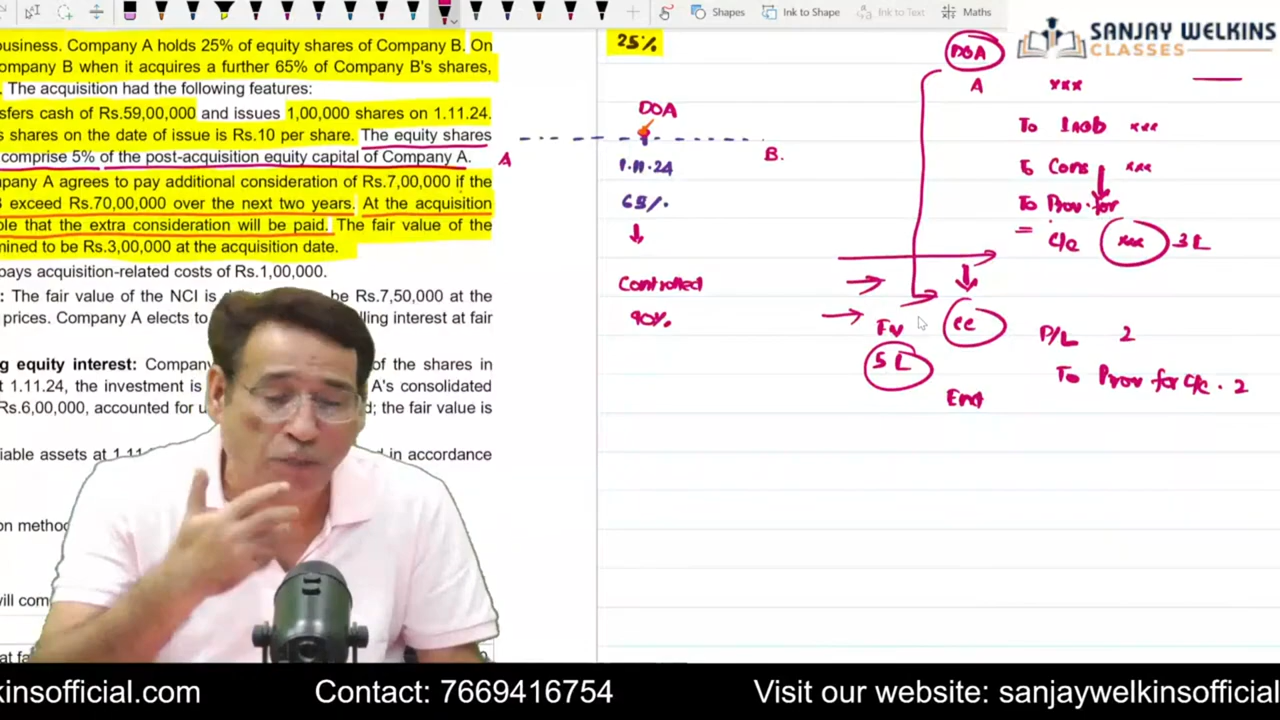 Shapes
Ink to Shape
Ink to Text
Maths
SANJAY WELKINS
CLASSES
business. Company A holds 25% of equity shares of Company B. On
ompany B when it acquires a further 65% of Company B's shares,
. The acquisition had the following features:
sfers cash of Rs.59,00,000 and issues 1,00,000 shares on 1.11.24.
s shares on the date of issue is Rs.10 per share. The equity shares
comprise 5% of the post-acquisition equity capital of Company A.
pany A agrees to pay additional consideration of Rs.7,00,000 if the
3 exceed Rs.70,00,000 over the next two years. At the acquisition
ble that the extra consideration will be paid. The fair value of the
mined to be Rs.3,00,000 at the acquisition date.
pays acquisition-related costs of Rs.1,00,000.
: The fair value of the NCI is be Rs.7,50,000 at the
prices. Company A elects to lling interest at fair
ng equity interest: Company of the shares in
t 1.11.24, the investment is A's consolidated
Rs.6,00,000, accounted for u d; the fair value is
iable assets at 1.11 d in accordance
on method
will com
at fa
25%
DOA
A
B.
1.11.24
65%.
Controlled
90%.
DOA
A xxx
To Inab xxx
To Cons xxx
To Prov. for
= C/c xxx 3L
Fv
cc
5 L
End
P/L 2
To Prov for C/c. 2
kinsofficial.com
Contact: 7669416754
Visit our website: sanjaywelkinsofficial